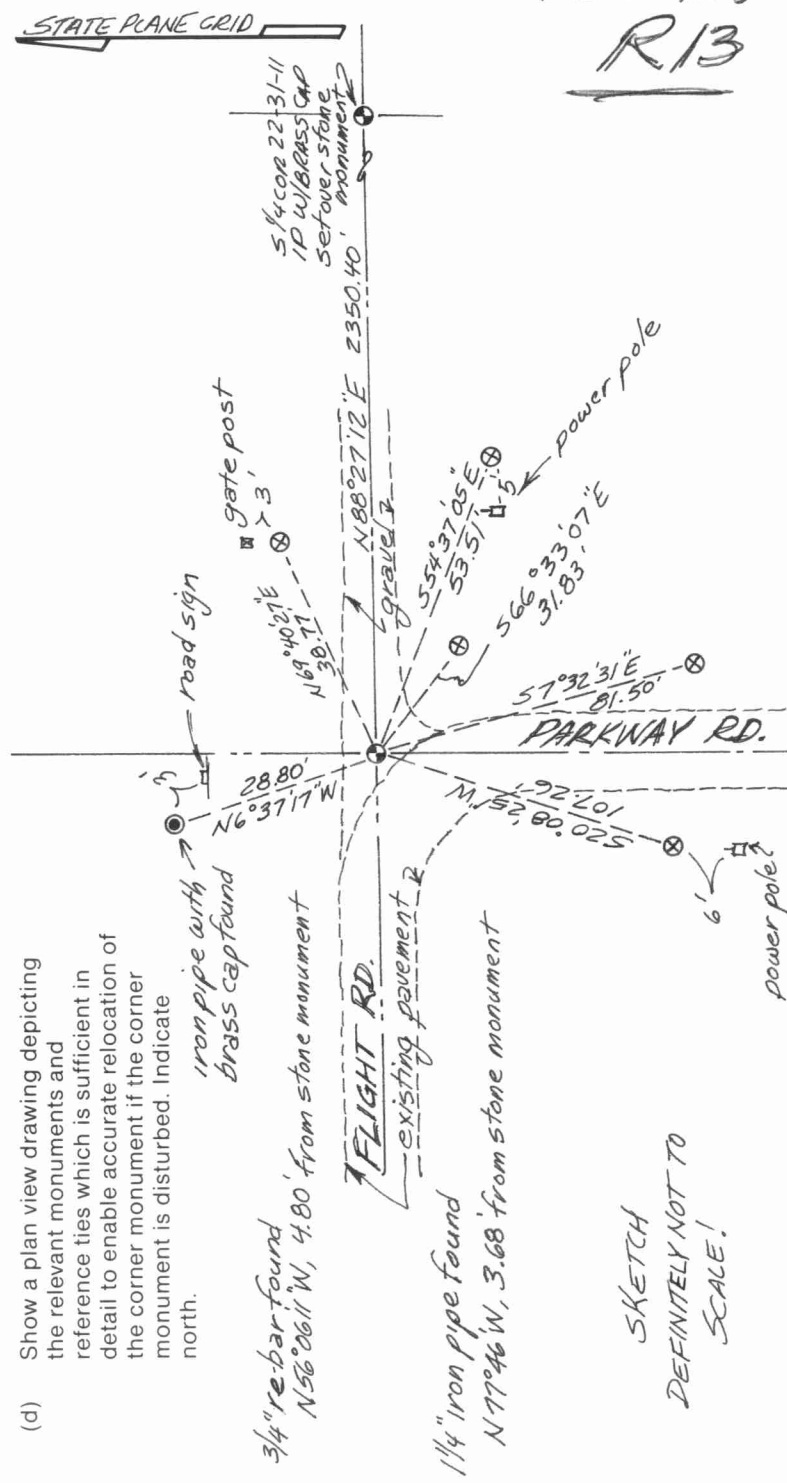 R13
STATE PLANE GRID
(d) Show a plan view drawing depicting
the relevant monuments and
reference ties which is sufficient in
detail to enable accurate relocation of
the corner monument if the corner
monument is disturbed. Indicate
north.
S 1/4 COR 22-31-11
IP W/BRASS CAP
set over stone
monument
N88°27'12"E 2350.40'
gate post
3'
N69°40'27"E
38.77
road sign
3'
28.80'
N6°37'17"W
iron pipe with
brass cap found
gravel
S54°37'05"E
53.51'
5'
power pole
S66°33'07"E
31.83'
S7°32'31"E
81.50'
PARKWAY RD.
S20°08'25"W
107.26'
6'
power pole
FLIGHT RD.
existing pavement
3/4" re-bar found
N56°06'11"W, 4.80' from stone monument
1 1/4" iron pipe found
N77°46'W, 3.68' from stone monument
SKETCH
DEFINITELY NOT TO
SCALE!